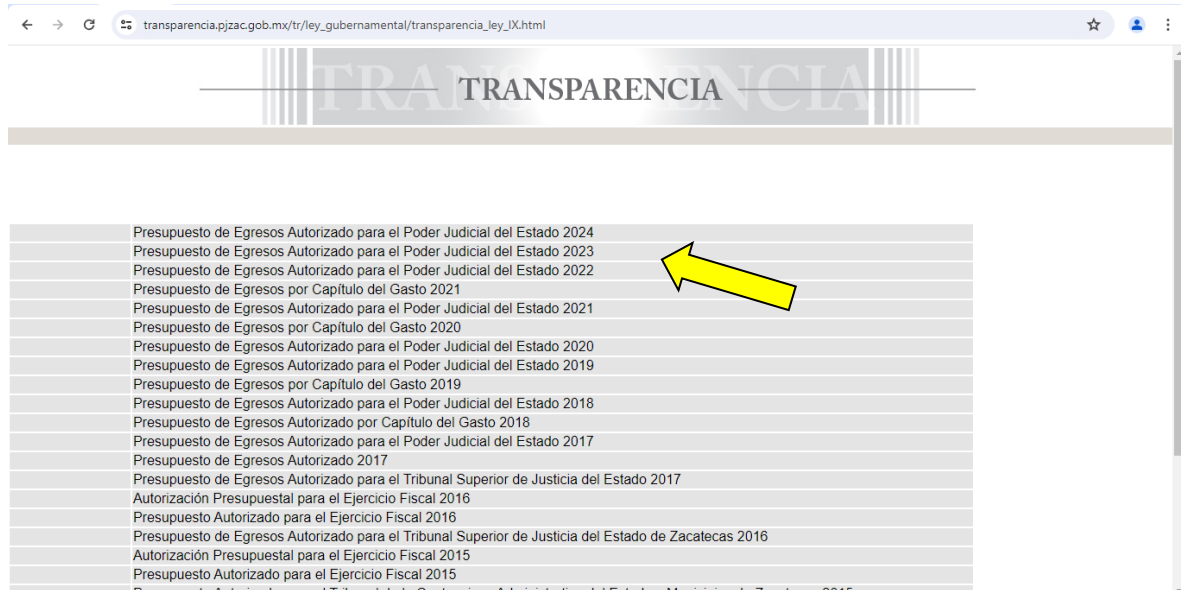 transparencia.pjzac.gob.mx/tr/ley_gubernamental/transparencia_ley_IX.html
TRANSPARENCIA
TRANSPARENCIA
Presupuesto de Egresos Autorizado para el Poder Judicial del Estado 2024
Presupuesto de Egresos Autorizado para el Poder Judicial del Estado 2023
Presupuesto de Egresos Autorizado para el Poder Judicial del Estado 2022
Presupuesto de Egresos por Capítulo del Gasto 2021
Presupuesto de Egresos Autorizado para el Poder Judicial del Estado 2021
Presupuesto de Egresos por Capítulo del Gasto 2020
Presupuesto de Egresos Autorizado para el Poder Judicial del Estado 2020
Presupuesto de Egresos Autorizado para el Poder Judicial del Estado 2019
Presupuesto de Egresos por Capítulo del Gasto 2019
Presupuesto de Egresos Autorizado para el Poder Judicial del Estado 2018
Presupuesto de Egresos Autorizado por Capítulo del Gasto 2018
Presupuesto de Egresos Autorizado para el Poder Judicial del Estado 2017
Presupuesto de Egresos Autorizado 2017
Presupuesto de Egresos Autorizado para el Tribunal Superior de Justicia del Estado 2017
Autorización Presupuestal para el Ejercicio Fiscal 2016
Presupuesto Autorizado para el Ejercicio Fiscal 2016
Presupuesto de Egresos Autorizado para el Tribunal Superior de Justicia del Estado de Zacatecas 2016
Autorización Presupuestal para el Ejercicio Fiscal 2015
Presupuesto Autorizado para el Ejercicio Fiscal 2015